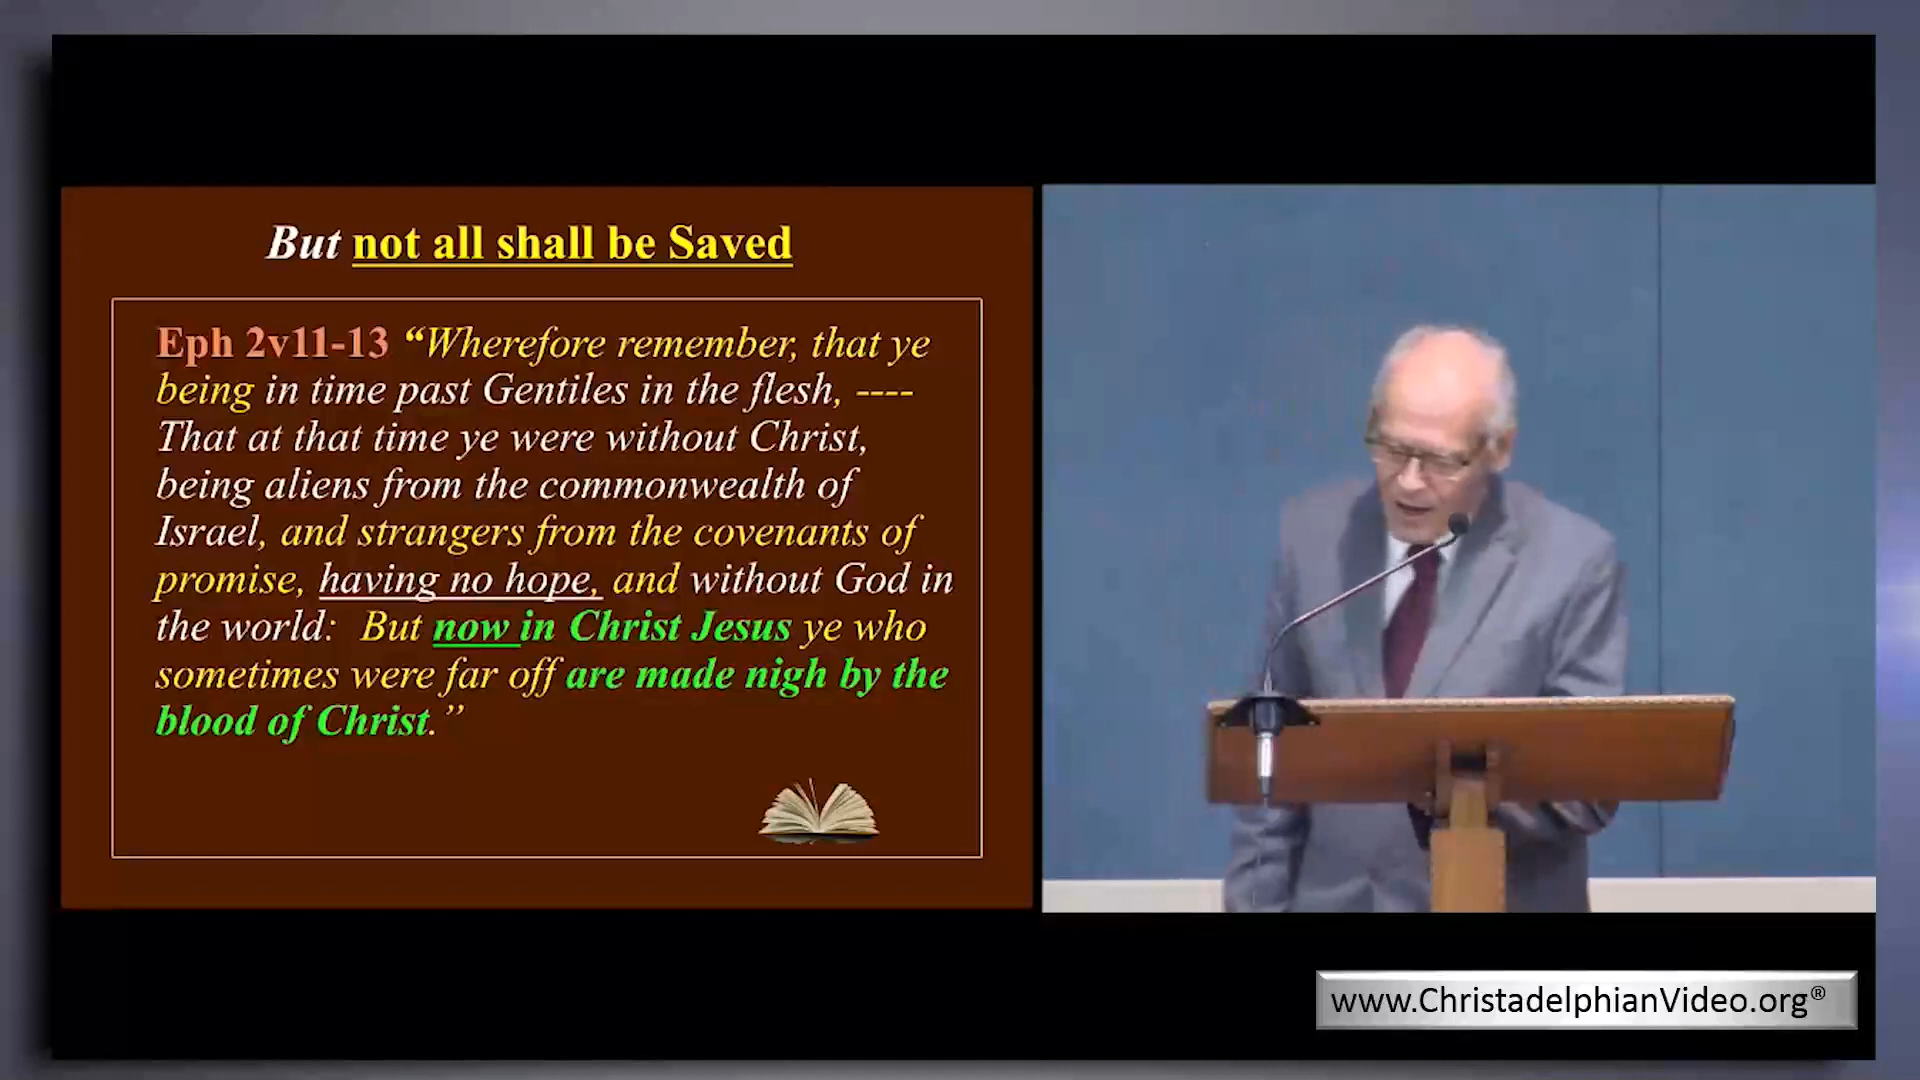 But not all shall be Saved
Eph 2v11-13 “Wherefore remember, that ye
being in time past Gentiles in the flesh, ----
That at that time ye were without Christ,
being aliens from the commonwealth of
Israel, and strangers from the covenants of
promise, having no hope, and without God in
the world: But now in Christ Jesus ye who
sometimes were far off are made nigh by the
blood of Christ.”
www.ChristadelphianVideo.org®